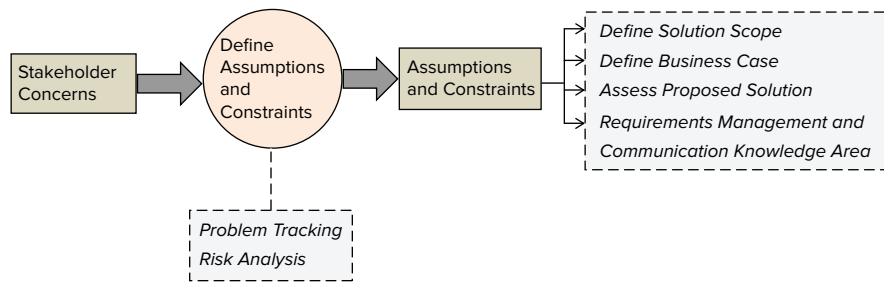 Stakeholder
Concerns
Define
Assumptions
and
Constraints
Assumptions
and Constraints
Define Solution Scope
Define Business Case
Assess Proposed Solution
Requirements Management and
Communication Knowledge Area
Problem Tracking
Risk Analysis